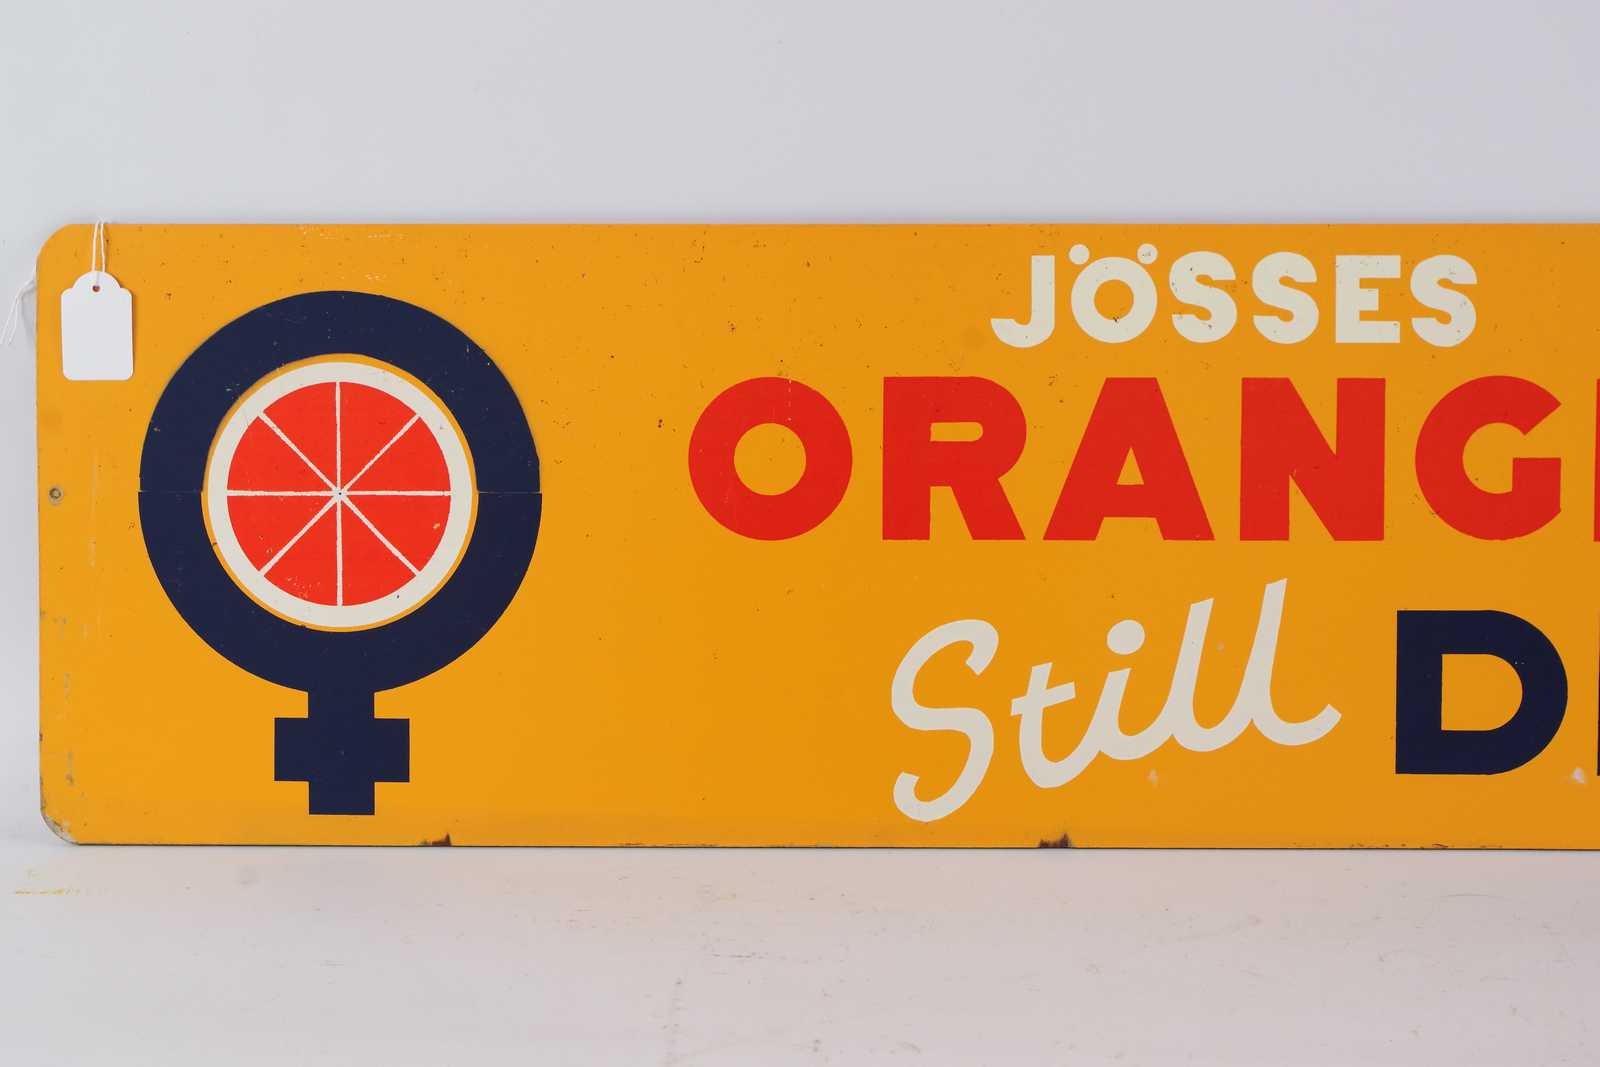 JÖSSES
ORANG
Still D